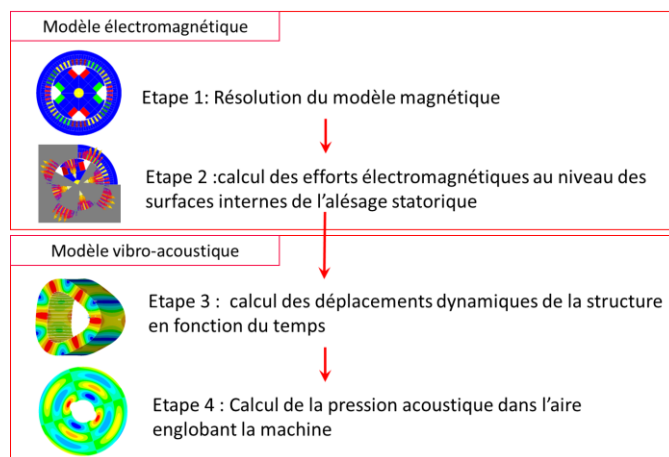 Modèle électromagnétique
Etape 1: Résolution du modèle magnétique
Etape 2 :calcul des efforts électromagnétiques au niveau des
surfaces internes de l'alésage statorique
Modèle vibro-acoustique
Etape 3 : calcul des déplacements dynamiques de la structure
en fonction du temps
Etape 4 : Calcul de la pression acoustique dans l'aire
englobant la machine